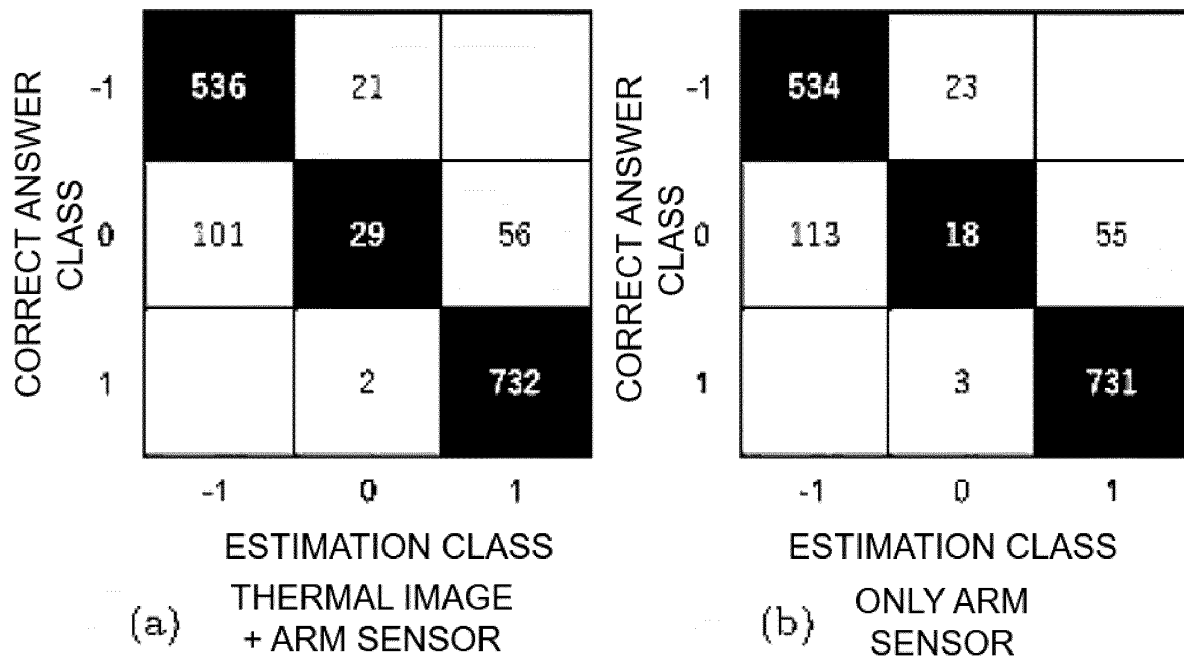 CORRECT ANSWER
CLASS
-1 536 21
0 101 29 56
1 2 732
-1 0 1
ESTIMATION CLASS
(a) THERMAL IMAGE
+ ARM SENSOR
CORRECT ANSWER
CLASS
-1 534 23
0 113 18 55
1 3 731
-1 0 1
ESTIMATION CLASS
(b) ONLY ARM
SENSOR